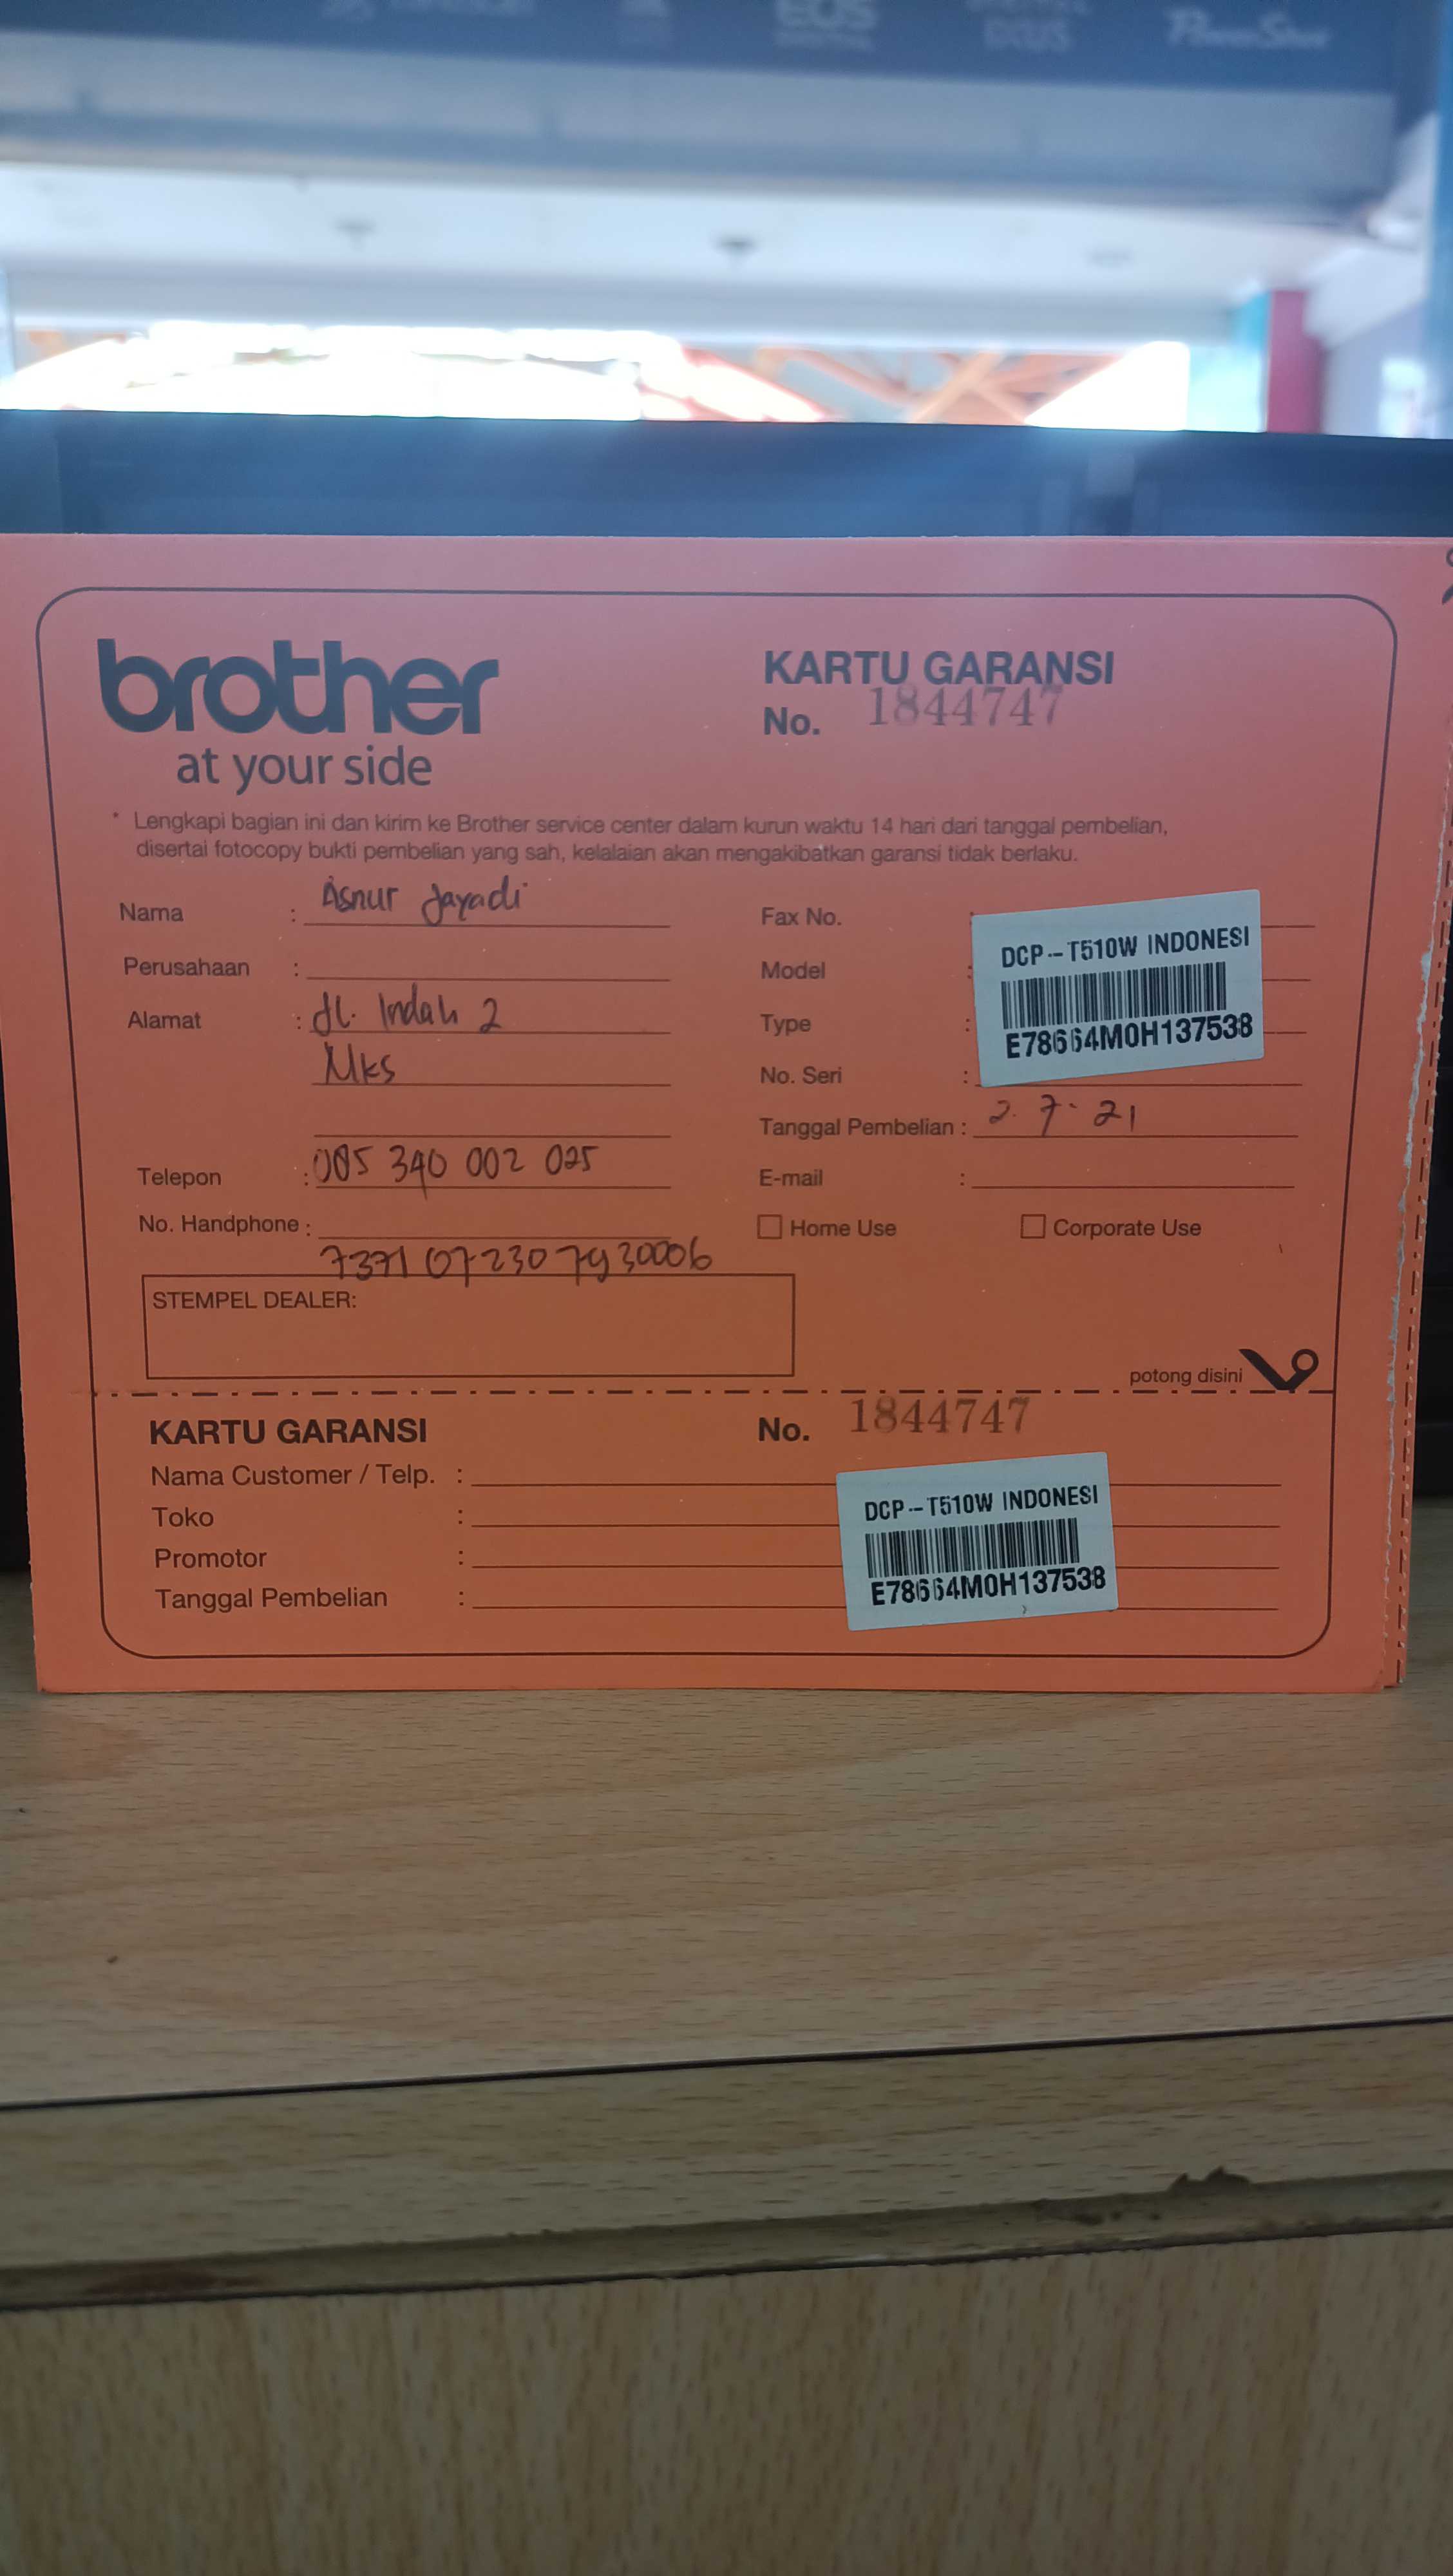 EOS
PowerShot
brother
at your side
KARTU GARANSI
No. 1844747
* Lengkapi bagian ini dan kirim ke Brother service center dalam kurun waktu 14 hari dari tanggal pembelian,
disertai fotocopy bukti pembelian yang sah, kelalaian akan mengakibatkan garansi tidak berlaku.
Nama : Asnur Jayadi
Perusahaan :
Alamat : Jl. Indah 2
Mks
Telepon : 085 340 002 025
No. Handphone :
7371 07 230 7930006
STEMPEL DEALER:
Fax No. :
Model :
Type :
No. Seri :
DCP-T510W INDONESI
E78664M0H137538
Tanggal Pembelian : 2. 7. 21
E-mail :
Home Use Corporate Use
potong disini
KARTU GARANSI No. 1844747
Nama Customer / Telp. :
Toko :
Promotor :
Tanggal Pembelian :
DCP-T510W INDONESI
E78664M0H137538